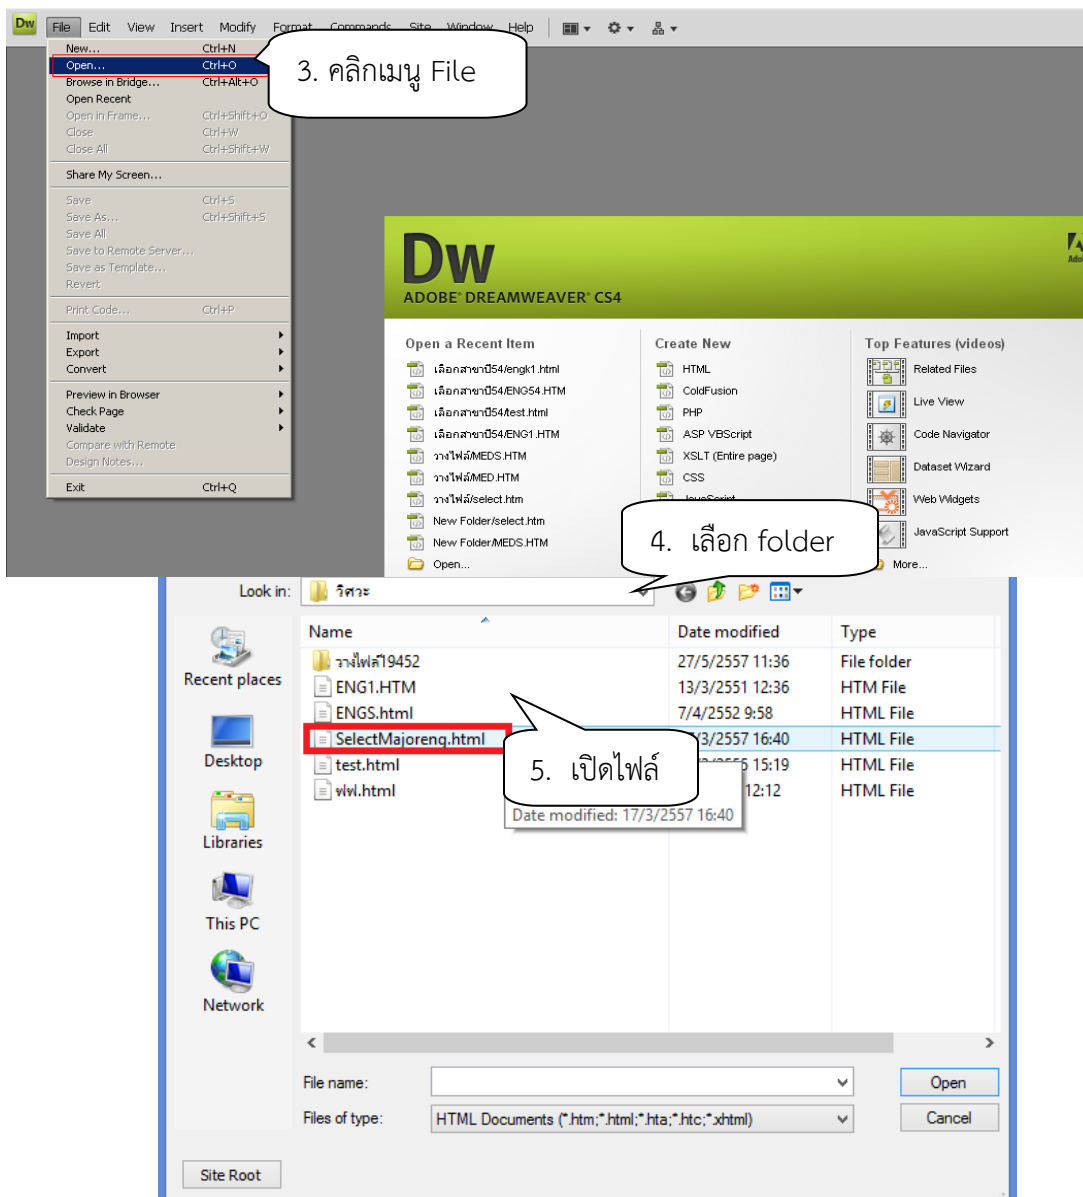 Dw File Edit View Insert Modify Format Commands Site Window Help
New... Ctrl+N
Open... Ctrl+O
3. คลิกเมนู File
Browse in Bridge... Ctrl+Alt+O
Open Recent
Open in Frame... Ctrl+Shift+O
Close Ctrl+W
Close All Ctrl+Shift+W
Share My Screen...
Save Ctrl+S
Save As... Ctrl+Shift+S
Save All
Save to Remote Server...
Save as Template...
Revert
Print Code... Ctrl+P
Import
Export
Convert
Preview in Browser
Check Page
Validate
Compare with Remote
Design Notes...
Exit Ctrl+Q
Dw
ADOBE® DREAMWEAVER® CS4
Open a Recent Item
เลือกสาขาปี54/engk1.html
เลือกสาขาปี54/ENG54.HTM
เลือกสาขาปี54/test.html
เลือกสาขาปี54/ENG1.HTM
วางไฟล์/MEDS.HTM
วางไฟล์/MED.HTM
วางไฟล์/select.htm
New Folder/select.htm
New Folder/MEDS.HTM
Open...
Create New
HTML
ColdFusion
PHP
ASP VBScript
XSLT (Entire page)
CSS
JavaScript
Top Features (videos)
Related Files
Live View
Code Navigator
Dataset Wizard
Web Widgets
JavaScript Support
More...
4. เลือก folder
Look in: วิศวะ
Name Date modified Type
วางไฟล์19452 27/5/2557 11:36 File folder
ENG1.HTM 13/3/2551 12:36 HTM File
ENGS.html 7/4/2552 9:58 HTML File
SelectMajoreng.html /3/2557 16:40 HTML File
test.html 15:19 HTML File
ฟฟ.html 12:12 HTML File
5. เปิดไฟล์
Date modified: 17/3/2557 16:40
Recent places
Desktop
Libraries
This PC
Network
File name: Open
Files of type: HTML Documents (*.htm;*.html;*.hta;*.htc;*.xhtml) Cancel
Site Root